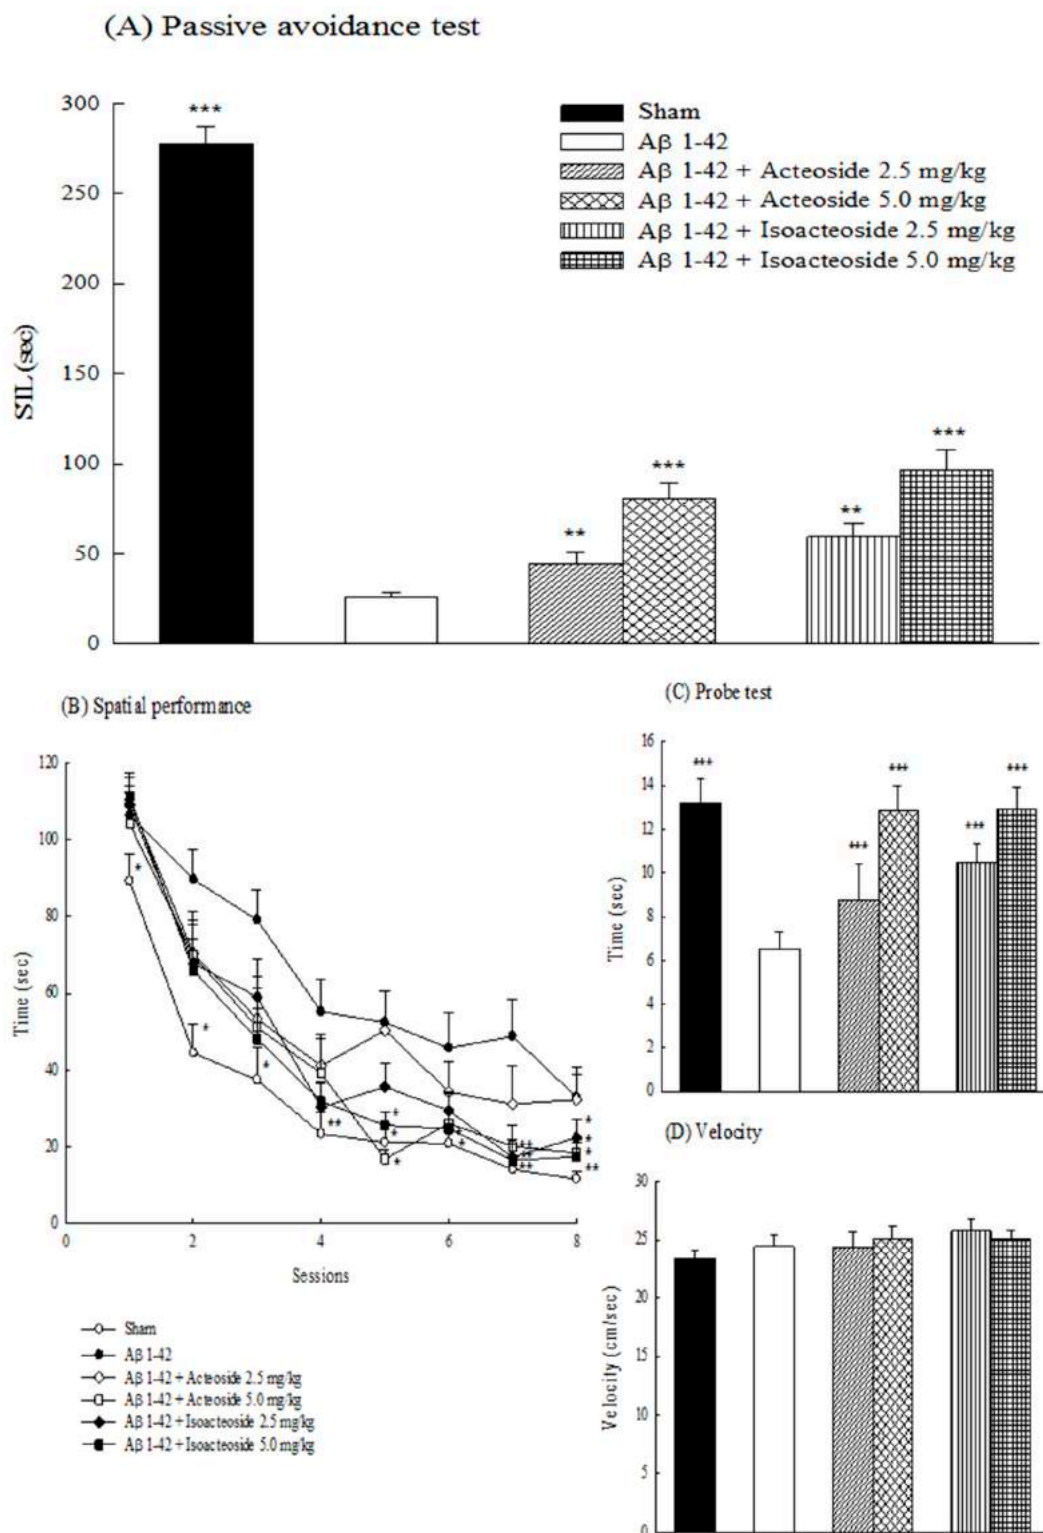 (A) Passive avoidance test
300
250
200
150
100
50
0
STL (sec)
***
**
***
**
***
Sham
Aβ 1-42
Aβ 1-42 + Acteoside 2.5 mg/kg
Aβ 1-42 + Acteoside 5.0 mg/kg
Aβ 1-42 + Isoacteoside 2.5 mg/kg
Aβ 1-42 + Isoacteoside 5.0 mg/kg
(B) Spatial performance
120
100
80
60
40
20
0
Time (sec)
*
*
*
**
*
*
*
*
**
**
**
*
*
*
**
0 2 4 6 8
Sessions
Sham
Aβ 1-42
Aβ 1-42 + Acteoside 2.5 mg/kg
Aβ 1-42 + Acteoside 5.0 mg/kg
Aβ 1-42 + Isoacteoside 2.5 mg/kg
Aβ 1-42 + Isoacteoside 5.0 mg/kg
(C) Probe test
16
14
12
10
8
6
4
2
0
Time (sec)
***
***
***
***
***
(D) Velocity
30
25
20
15
10
5
0
Velocity (cm/sec)